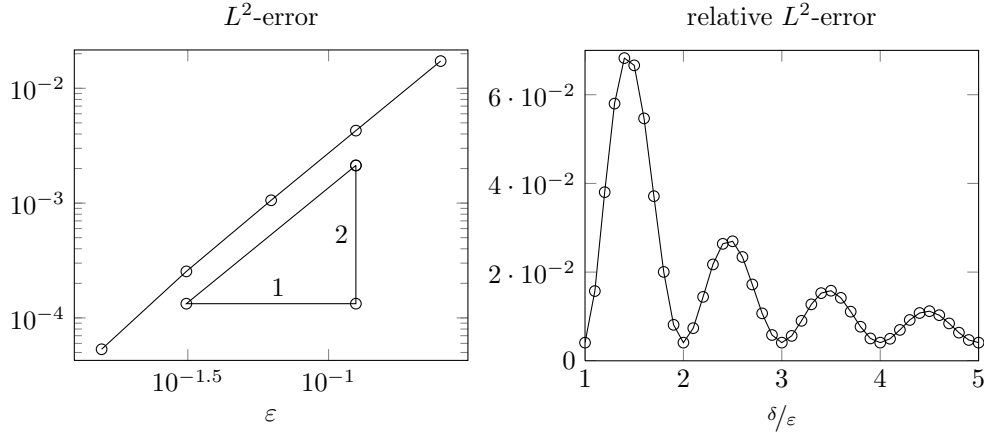 L²-error
10⁻²
10⁻³
10⁻⁴
2
1
10⁻¹·⁵
10⁻¹
ε
relative L²-error
6 · 10⁻²
4 · 10⁻²
2 · 10⁻²
0
1 2 3 4 5
δ/ε